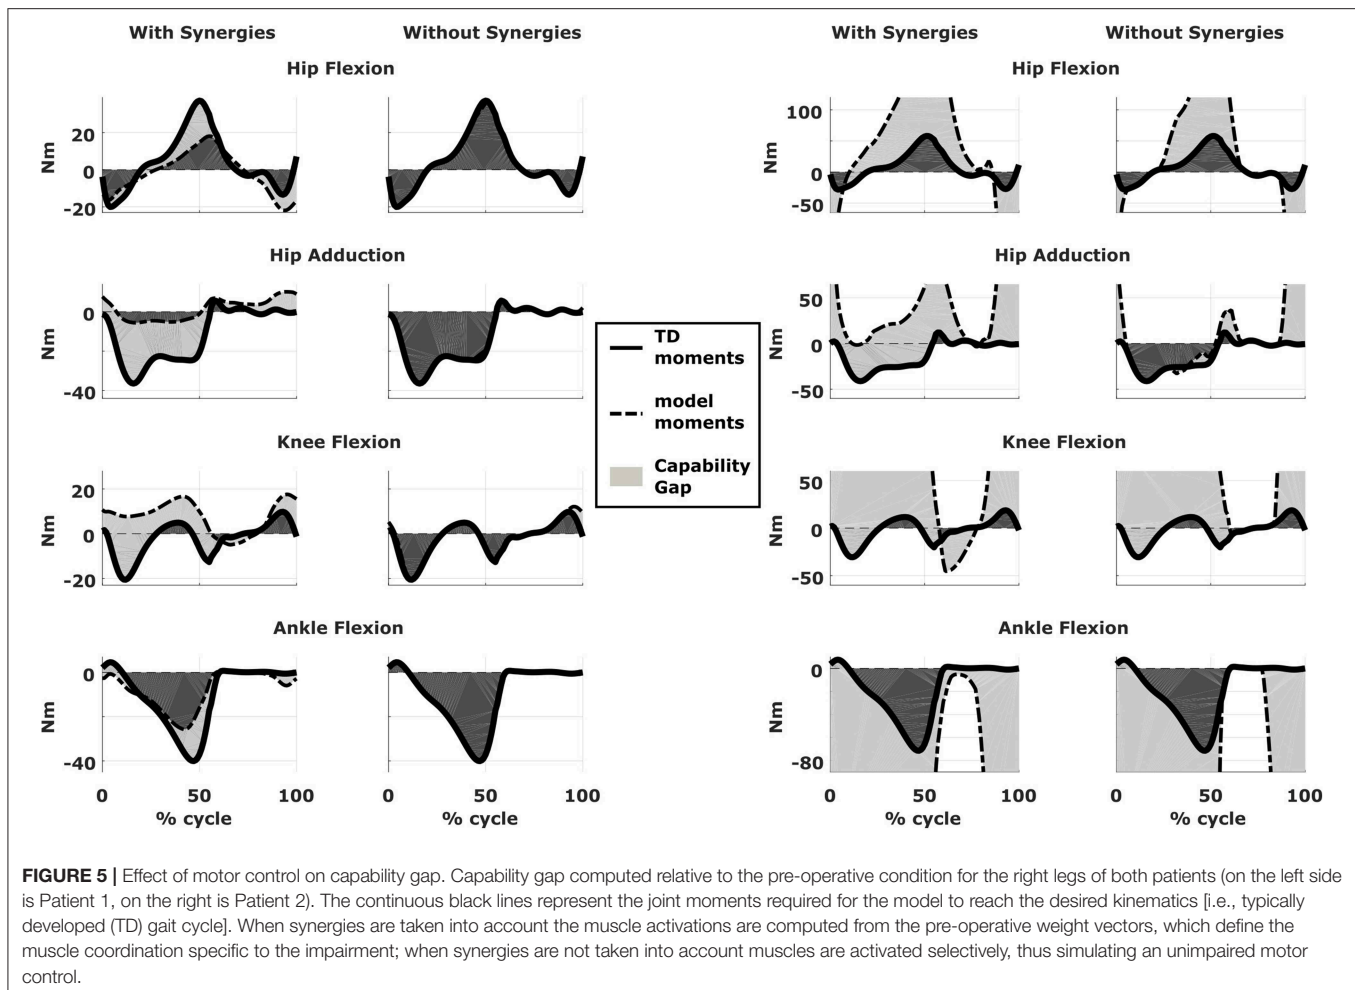 With Synergies
Without Synergies
With Synergies
Without Synergies
Hip Flexion
Hip Flexion
Nm
20
0
-20
Nm
100
0
-50
Hip Adduction
Hip Adduction
0
-40
50
0
-50
TD
moments
model
moments
Capability
Gap
Knee Flexion
Knee Flexion
Nm
20
0
-20
Nm
50
0
-50
Ankle Flexion
Ankle Flexion
Nm
0
-40
Nm
0
-80
0
50
100
0
50
100
0
50
100
0
50
100
% cycle
% cycle
% cycle
% cycle
FIGURE 5 | Effect of motor control on capability gap. Capability gap computed relative to the pre-operative condition for the right legs of both patients (on the left side
is Patient 1, on the right is Patient 2). The continuous black lines represent the joint moments required for the model to reach the desired kinematics [i.e., typically
developed (TD) gait cycle]. When synergies are taken into account the muscle activations are computed from the pre-operative weight vectors, which define the
muscle coordination specific to the impairment; when synergies are not taken into account muscles are activated selectively, thus simulating an unimpaired motor
control.